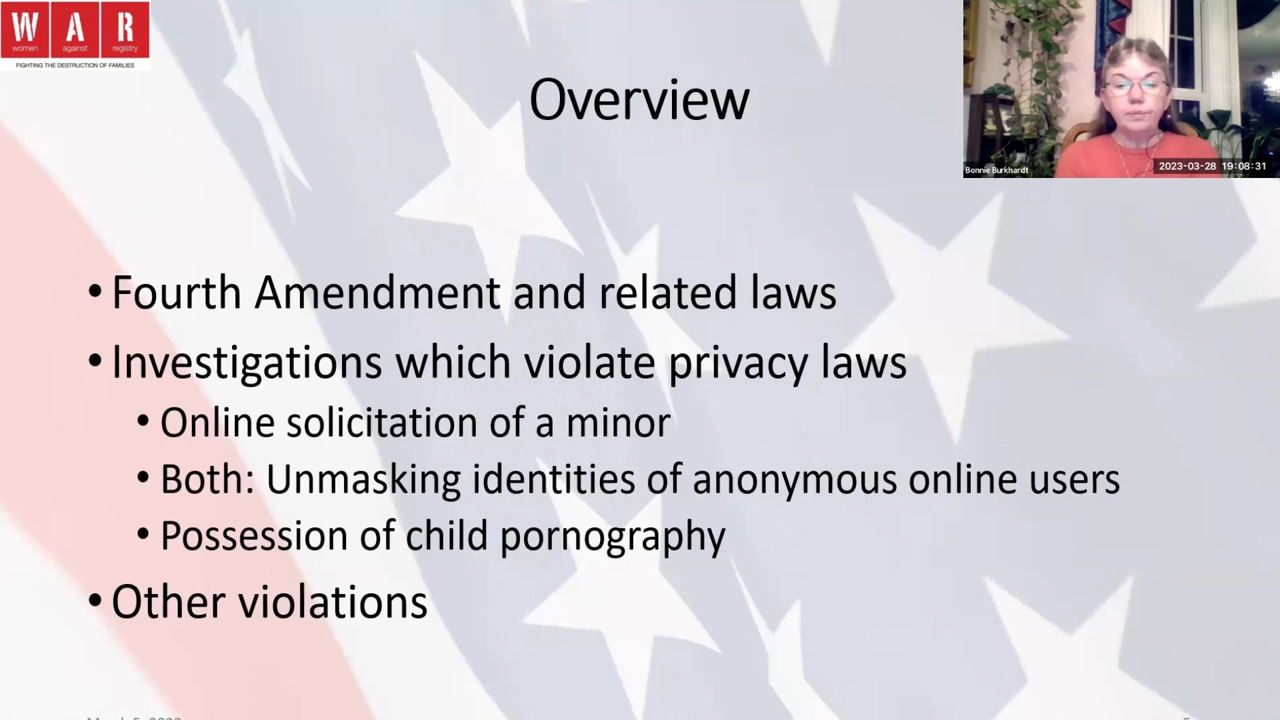 W A R
women against registry
FIGHTING THE DESTRUCTION OF FAMILIES
Overview
Bonnie Burkhardt
2023-03-28 19:08:31
• Fourth Amendment and related laws
• Investigations which violate privacy laws
• Online solicitation of a minor
• Both: Unmasking identities of anonymous online users
• Possession of child pornography
• Other violations